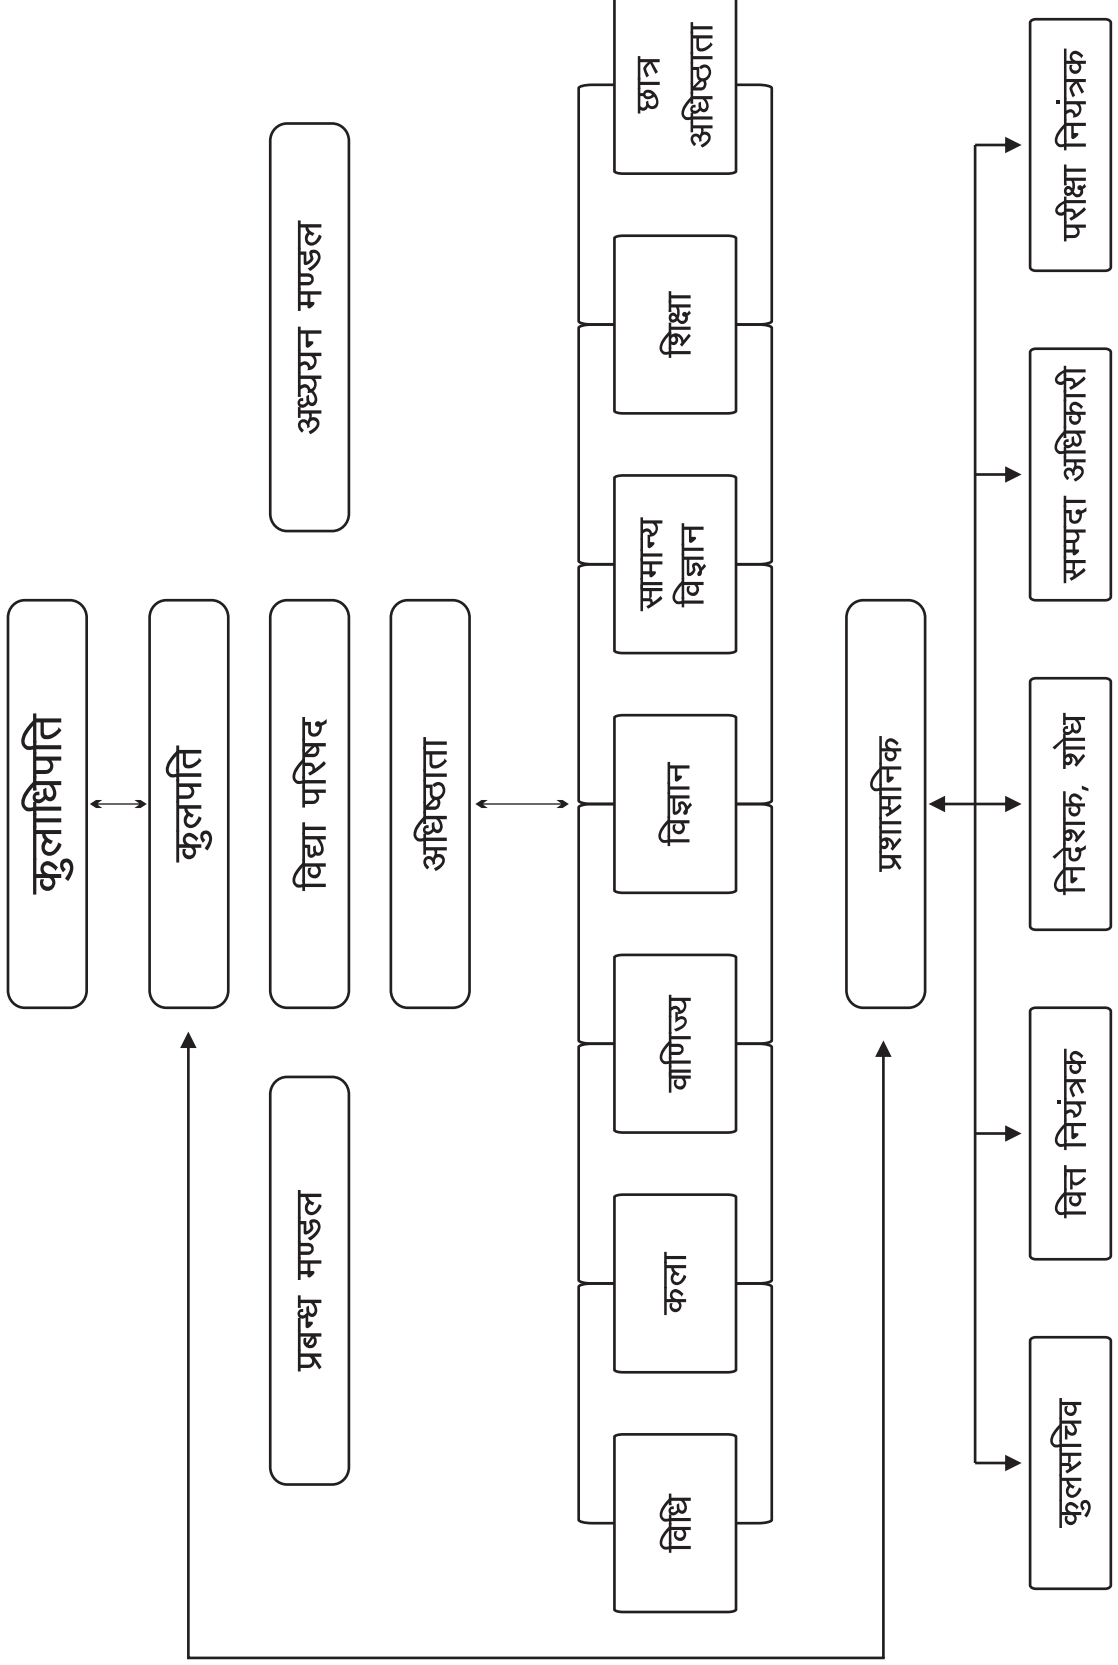 कुलाधिपति
कुलपति
प्रबन्ध मण्डल
विद्या परिषद
अध्ययन मण्डल
अधिष्ठाता
विधि
कला
वाणिज्य
विज्ञान
सामान्य
विज्ञान
शिक्षा
छात्र
अधिष्ठाता
प्रशासनिक
कुलसचिव
वित्त नियंत्रक
निदेशक, शोध
सम्पदा अधिकारी
परीक्षा नियंत्रक